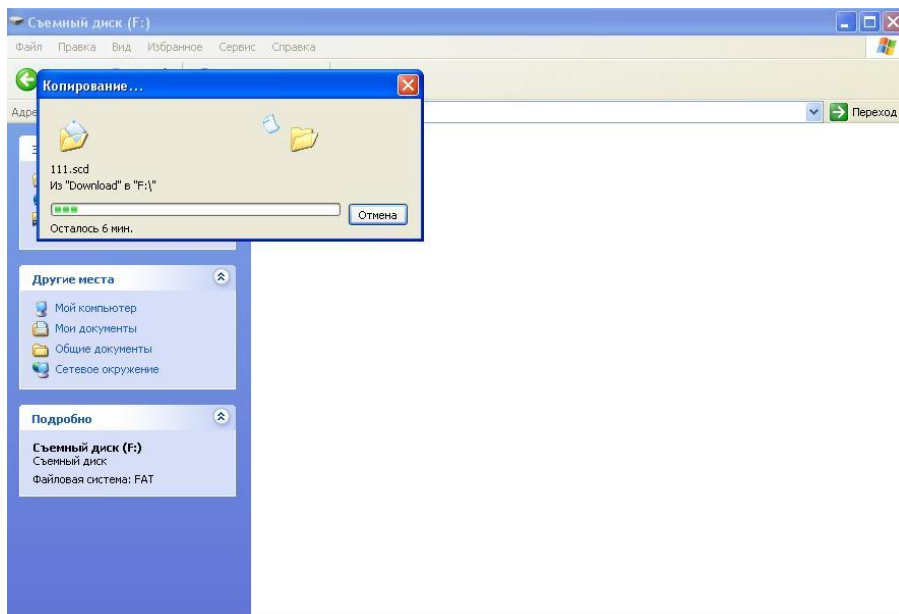 Съемный диск (F:)
Файл Правка Вид Избранное Сервис Справка
Копирование...
Переход
111.scd
Из "Download" в "F:\"
Отмена
Осталось 6 мин.
Другие места
Мой компьютер
Мои документы
Общие документы
Сетевое окружение
Подробно
Съемный диск (F:)
Съемный диск
Файловая система: FAT